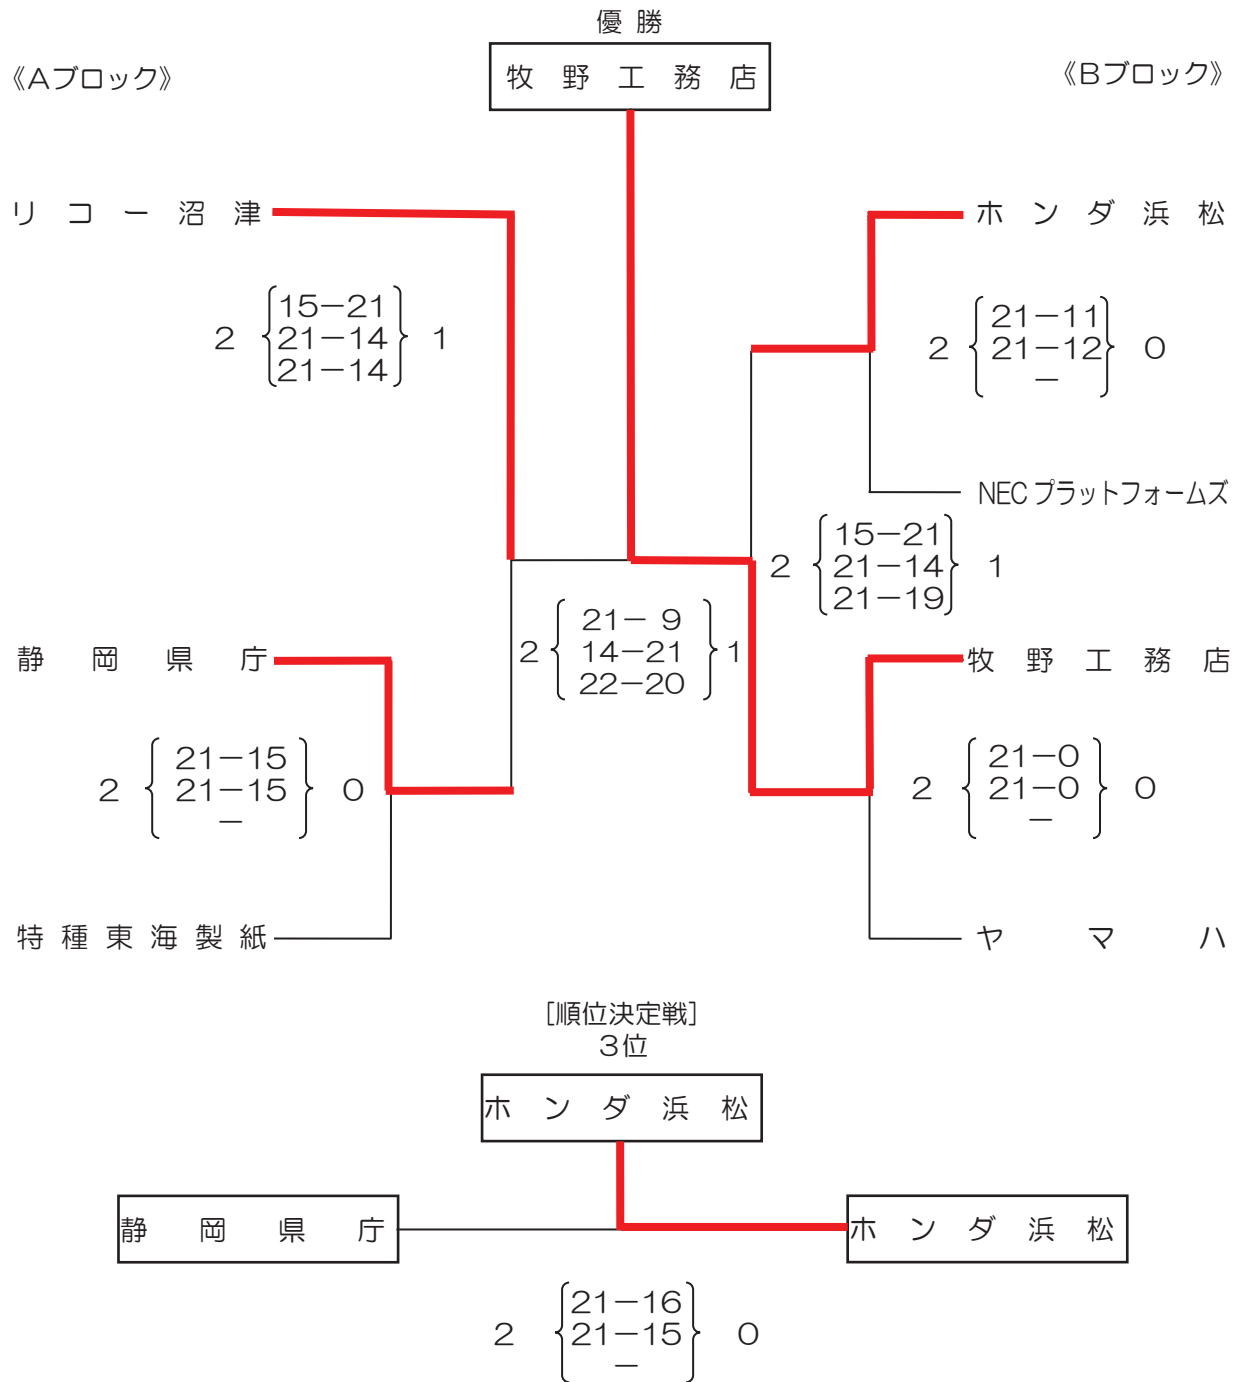 優勝
牧野工務店
《Aブロック》
《Bブロック》
リコー沼津
ホンダ浜松
15－21
2 21－14 1
21－14
21－11
2 21－12 0
－
NECプラットフォームズ
15－21
2 21－14 1
21－19
21－ 9
2 14－21 1
22－20
静岡県庁
牧野工務店
21－15
2 21－15 0
－
21－0
2 21－0 0
－
特種東海製紙
ヤマハ
[順位決定戦]
3位
ホンダ浜松
静岡県庁
ホンダ浜松
21－16
2 21－15 0
－